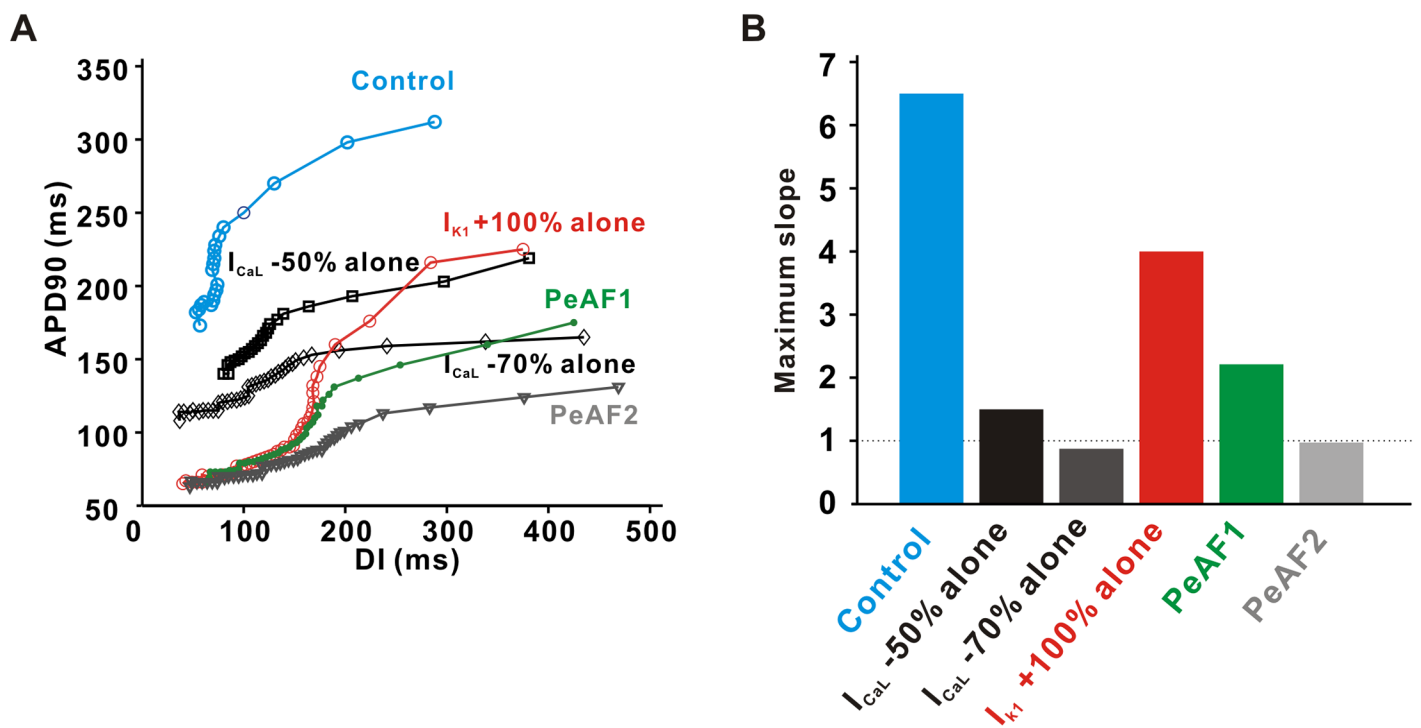 A
350
300
250
200
150
100
50
APD90 (ms)
0
100
200
300
400
500
DI (ms)
Control
IK1 +100% alone
ICaL -50% alone
PeAF1
ICaL -70% alone
PeAF2
B
7
6
5
4
3
2
1
0
Maximum slope
Control
ICaL -50% alone
ICaL -70% alone
Ik1 +100% alone
PeAF1
PeAF2